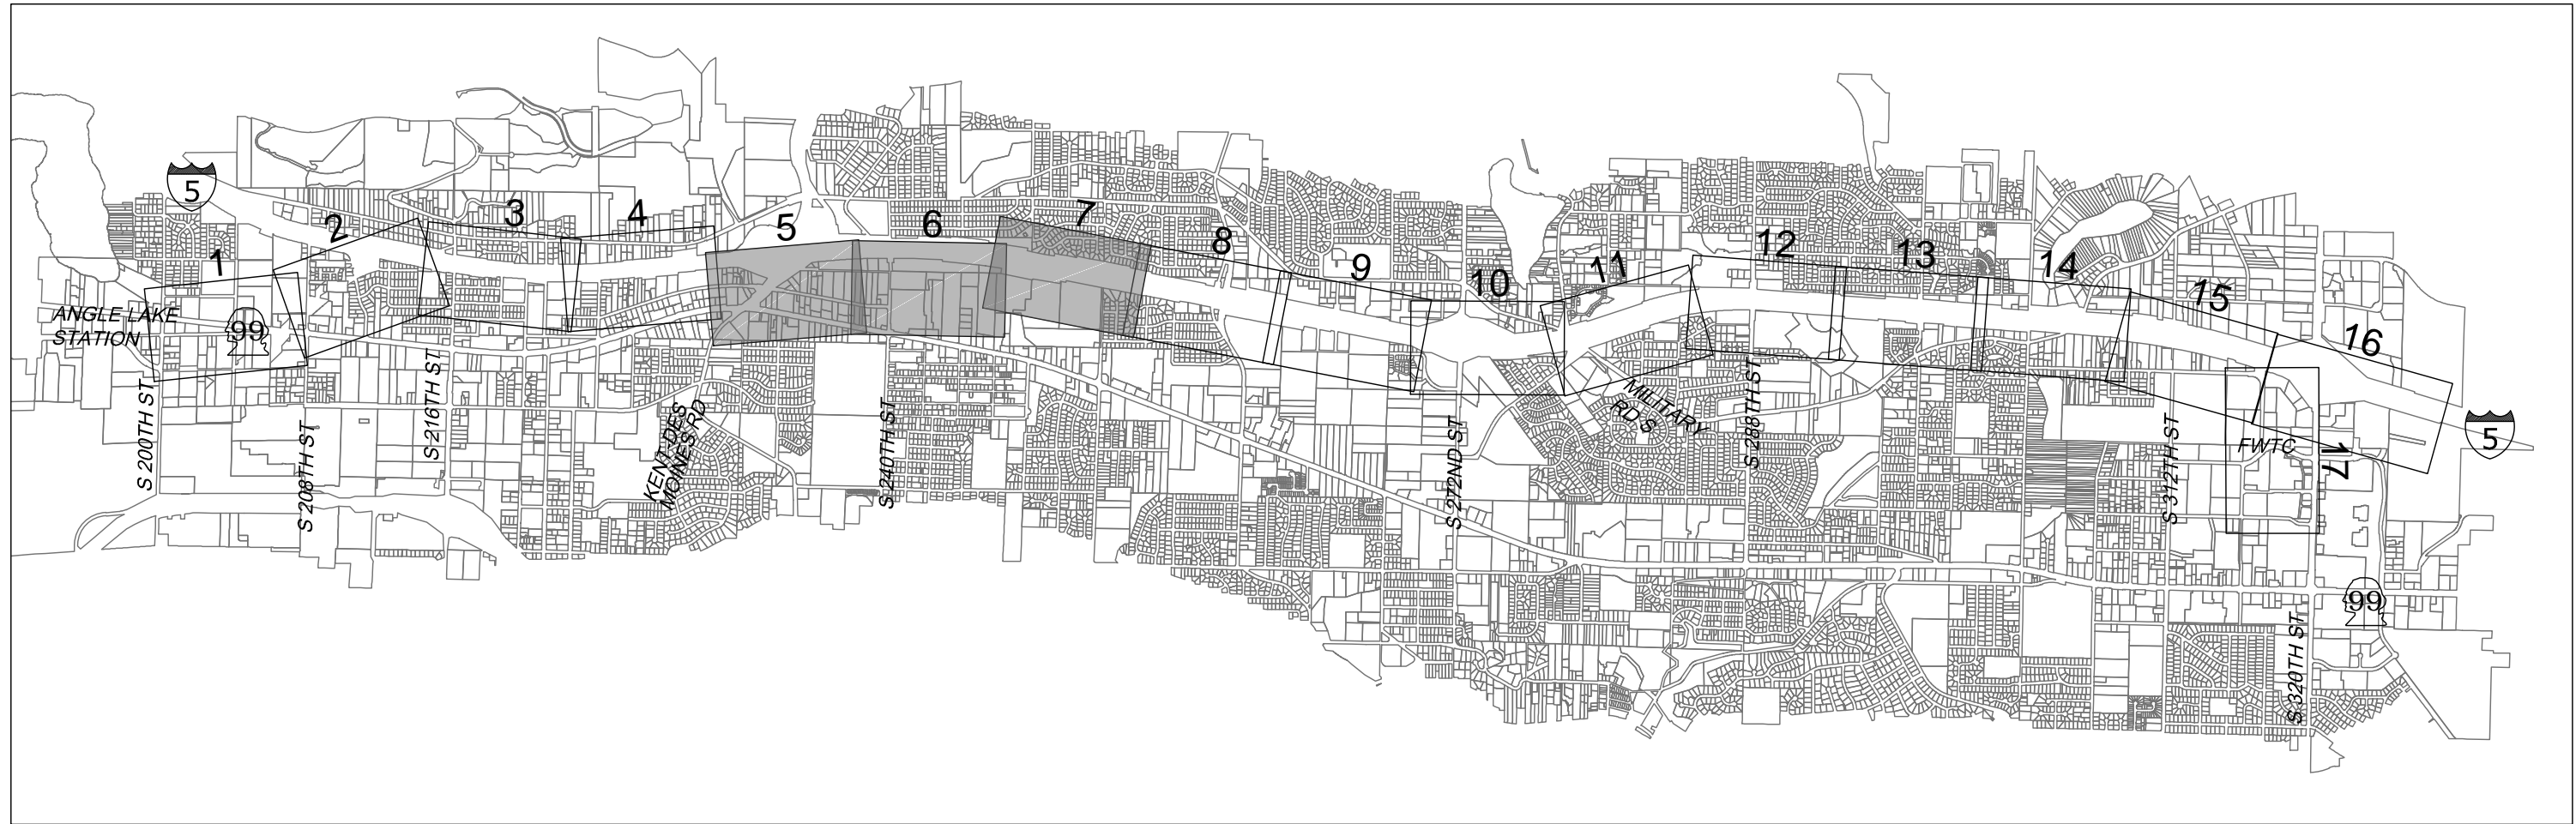 5
1
2
3
4
5
6
7
8
9
10
11
12
13
14
15
16
17
ANGLE LAKE
STATION
99
S 200TH ST
S 208TH ST
S 216TH ST
KENT-DES
MOINES RD
S 240TH ST
S 272ND ST
MILITARY
RD S
S 288TH ST
S 312TH ST
FWTC
5
99
S 320TH ST